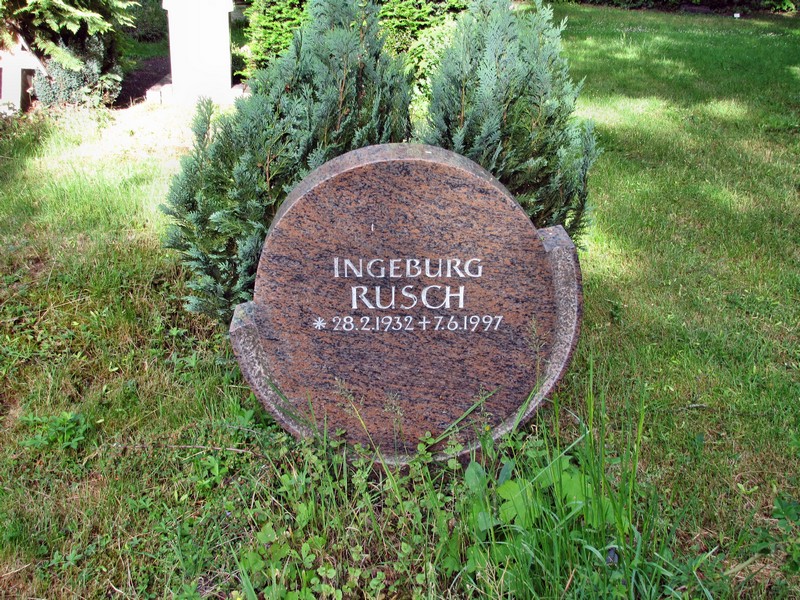 INGEBURG
RUSCH
* 28.2.1932 + 7.6.1997